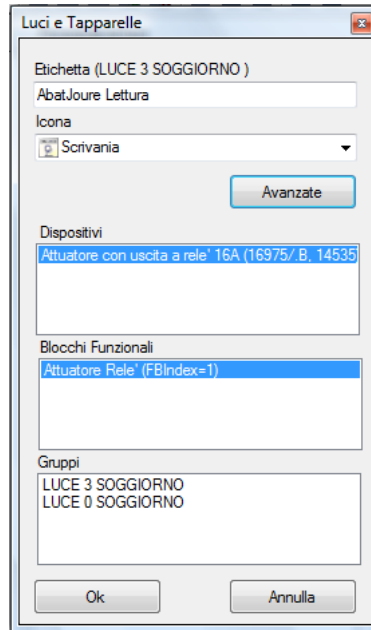 Luci e Tapparelle
Etichetta (LUCE 3 SOGGIORNO )
AbatJoure Lettura
Icona
Scrivania
Avanzate
Dispositivi
Attuatore con uscita a rele' 16A (16975/.B, 14535
Blocchi Funzionali
Attuatore Rele' (FBIndex=1)
Gruppi
LUCE 3 SOGGIORNO
LUCE 0 SOGGIORNO
Ok Annulla